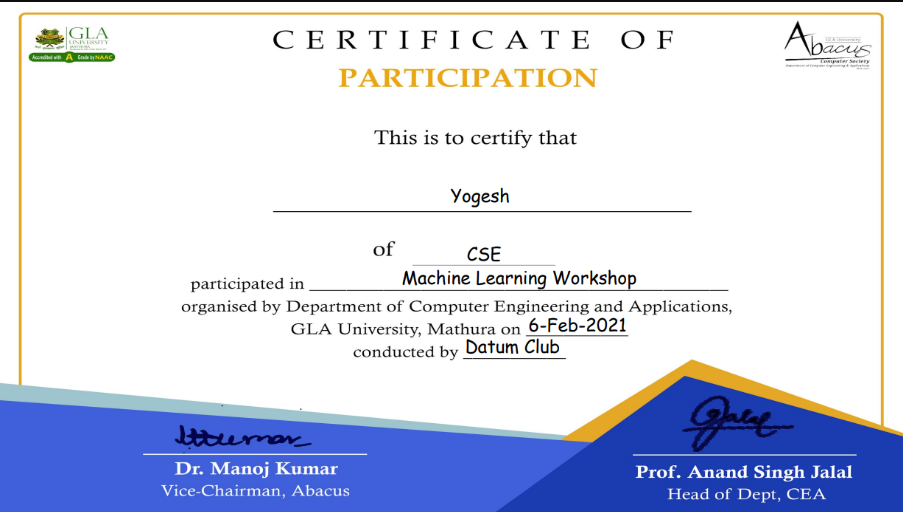 GLA
UNIVERSITY
MATHURA
Accredited with A Grade by NAAC
CERTIFICATE OF
PARTICIPATION
GLA University
Abacus
Computer Society
Department of Computer Engineering & Applications
This is to certify that
Yogesh
of CSE
participated in Machine Learning Workshop
organised by Department of Computer Engineering and Applications,
GLA University, Mathura on 6-Feb-2021
conducted by Datum Club
Dr. Manoj Kumar
Vice-Chairman, Abacus
Prof. Anand Singh Jalal
Head of Dept, CEA